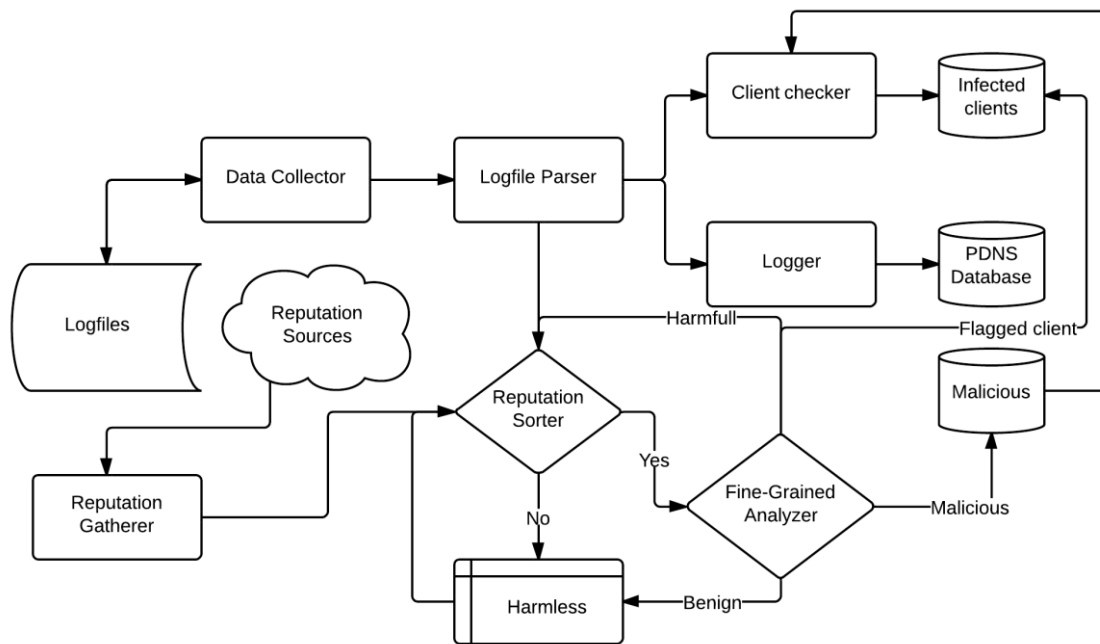 Client checker
Infected
clients
Data Collector
Logfile Parser
Logger
PDNS
Database
Logfiles
Reputation
Sources
Harmfull
Flagged client
Reputation
Sorter
Malicious
Yes
Fine-Grained
Analyzer
Malicious
Reputation
Gatherer
No
Harmless
Benign